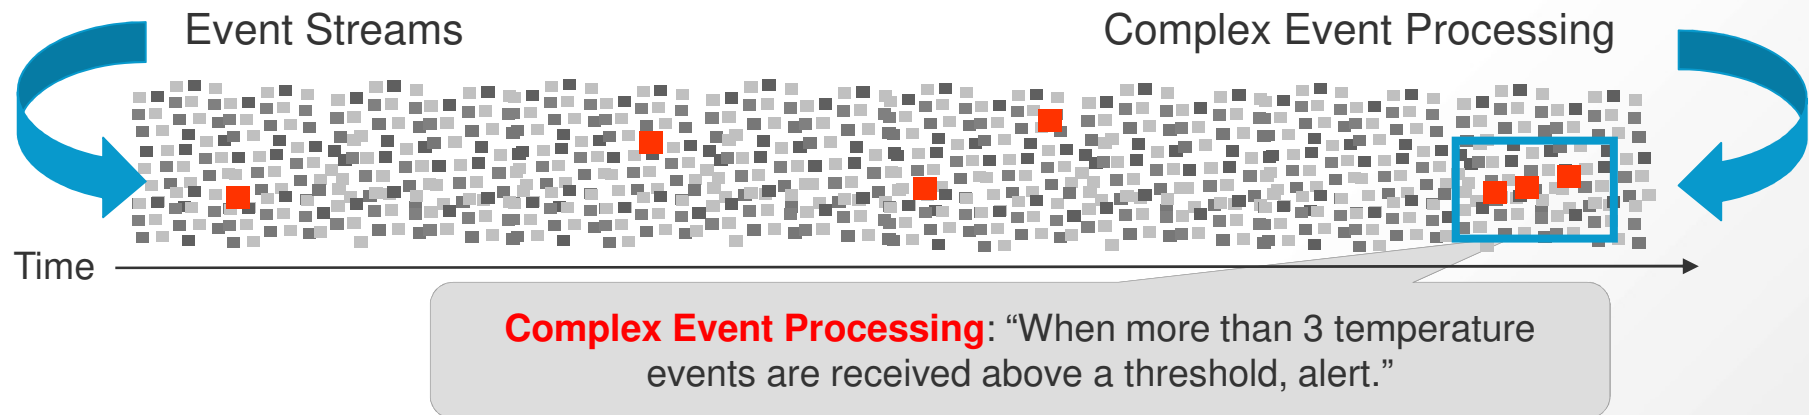 Event Streams
Complex Event Processing
Time
Complex Event Processing: “When more than 3 temperature
events are received above a threshold, alert.”